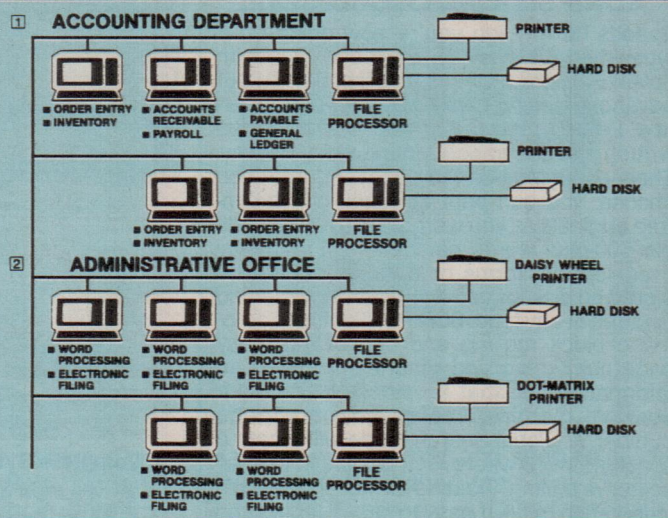 1 ACCOUNTING DEPARTMENT
PRINTER
HARD DISK
■ ORDER ENTRY
■ INVENTORY
■ ACCOUNTS
RECEIVABLE
■ PAYROLL
■ ACCOUNTS
PAYABLE
■ GENERAL
LEDGER
FILE
PROCESSOR
PRINTER
HARD DISK
■ ORDER ENTRY
■ INVENTORY
■ ORDER ENTRY
■ INVENTORY
FILE
PROCESSOR
2 ADMINISTRATIVE OFFICE
DAISY WHEEL
PRINTER
HARD DISK
■ WORD
PROCESSING
■ ELECTRONIC
FILING
■ WORD
PROCESSING
■ ELECTRONIC
FILING
■ WORD
PROCESSING
■ ELECTRONIC
FILING
FILE
PROCESSOR
DOT-MATRIX
PRINTER
HARD DISK
■ WORD
PROCESSING
■ ELECTRONIC
FILING
■ WORD
PROCESSING
■ ELECTRONIC
FILING
FILE
PROCESSOR